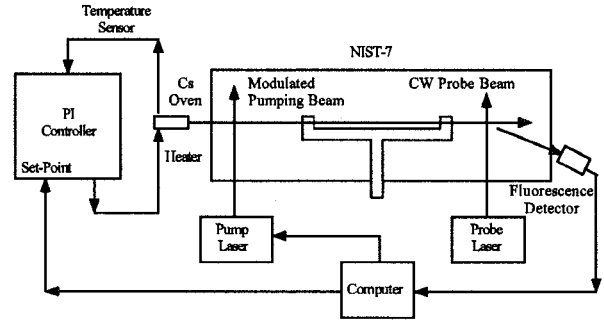 Temperature
Sensor
NIST-7
Cs
Oven
Modulated
Pumping Beam
CW Probe Beam
PI
Controller
Set-Point
Heater
Fluorescence
Detector
Pump
Laser
Probe
Laser
Computer